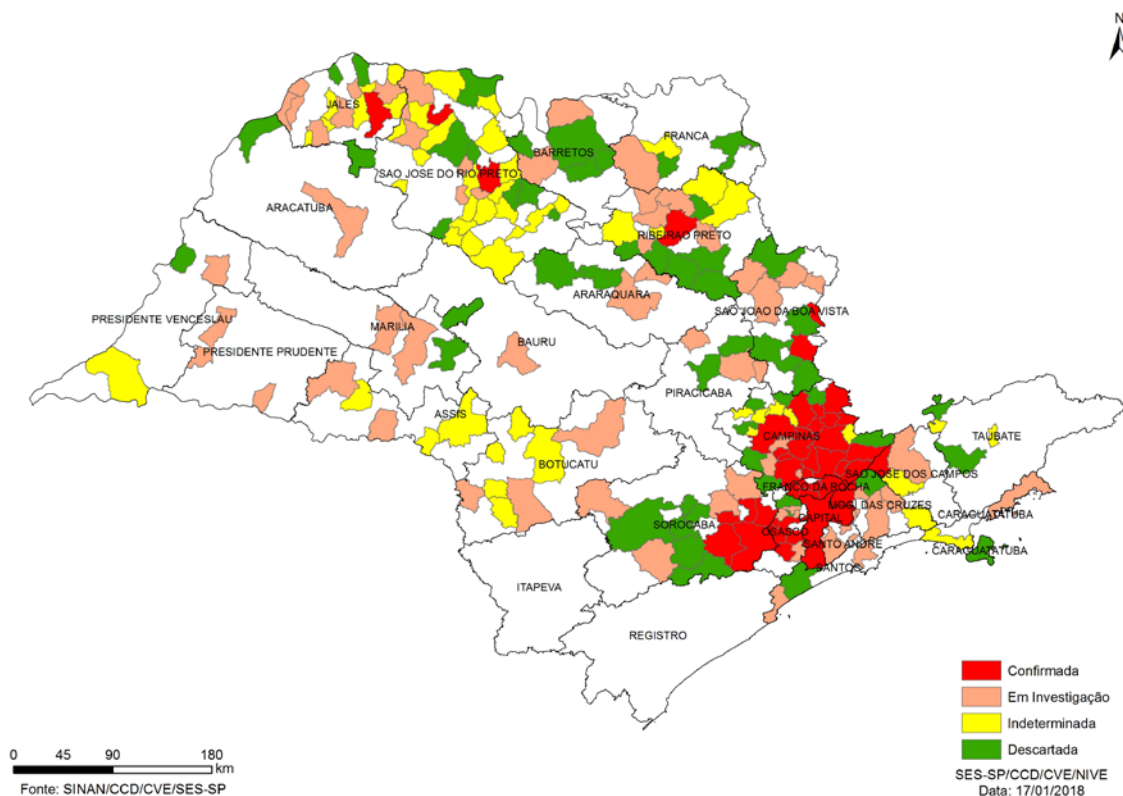 N
JALES
FRANCA
BARRETOS
SAO JOSE DO RIO PRETO
ARACATUBA
RIBEIRAO PRETO
ARARAQUARA
SAO JOAO DA BOA VISTA
PRESIDENTE VENCESLAU
MARILIA
PRESIDENTE PRUDENTE
BAURU
PIRACICABA
ASSIS
CAMPINAS
TAUBATE
BOTUCATU
SAO JOSE DOS CAMPOS
FRANCO DA ROCHA
MOGI DAS CRUZES
CARAGUATATUBA
CAPITAL
SOROCABA
OSASCO
SANTO ANDRE
CARAGUATATUBA
SANTOS
ITAPEVA
REGISTRO
Confirmada
Em Investigação
Indeterminada
Descartada
0 45 90 180
km
Fonte: SINAN/CCD/CVE/SES-SP
SES-SP/CCD/CVE/NIVE
Data: 17/01/2018